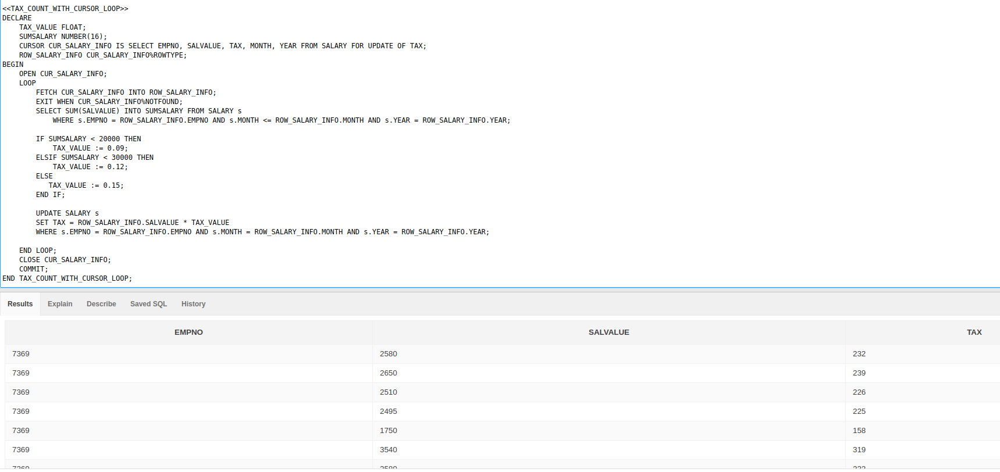 <<TAX_COUNT_WITH_CURSOR_LOOP>>
DECLARE
    TAX_VALUE FLOAT;
    SUMSALARY NUMBER(16);
    CURSOR CUR_SALARY_INFO IS SELECT EMPNO, SALVALUE, TAX, MONTH, YEAR FROM SALARY FOR UPDATE OF TAX;
    ROW_SALARY_INFO CUR_SALARY_INFO%ROWTYPE;
BEGIN
    OPEN CUR_SALARY_INFO;
    LOOP
        FETCH CUR_SALARY_INFO INTO ROW_SALARY_INFO;
        EXIT WHEN CUR_SALARY_INFO%NOTFOUND;
        SELECT SUM(SALVALUE) INTO SUMSALARY FROM SALARY s
            WHERE s.EMPNO = ROW_SALARY_INFO.EMPNO AND s.MONTH <= ROW_SALARY_INFO.MONTH AND s.YEAR = ROW_SALARY_INFO.YEAR;
        IF SUMSALARY < 20000 THEN
            TAX_VALUE := 0.09;
        ELSIF SUMSALARY < 30000 THEN
            TAX_VALUE := 0.12;
        ELSE
           TAX_VALUE := 0.15;
        END IF;
        UPDATE SALARY s
        SET TAX = ROW_SALARY_INFO.SALVALUE * TAX_VALUE
        WHERE s.EMPNO = ROW_SALARY_INFO.EMPNO AND s.MONTH = ROW_SALARY_INFO.MONTH AND s.YEAR = ROW_SALARY_INFO.YEAR;
    END LOOP;
    CLOSE CUR_SALARY_INFO;
    COMMIT;
END TAX_COUNT_WITH_CURSOR_LOOP;
Results Explain Describe Saved SQL History
EMPNO SALVALUE TAX
7369 2580 232
7369 2650 239
7369 2510 226
7369 2495 225
7369 1750 158
7369 3540 319